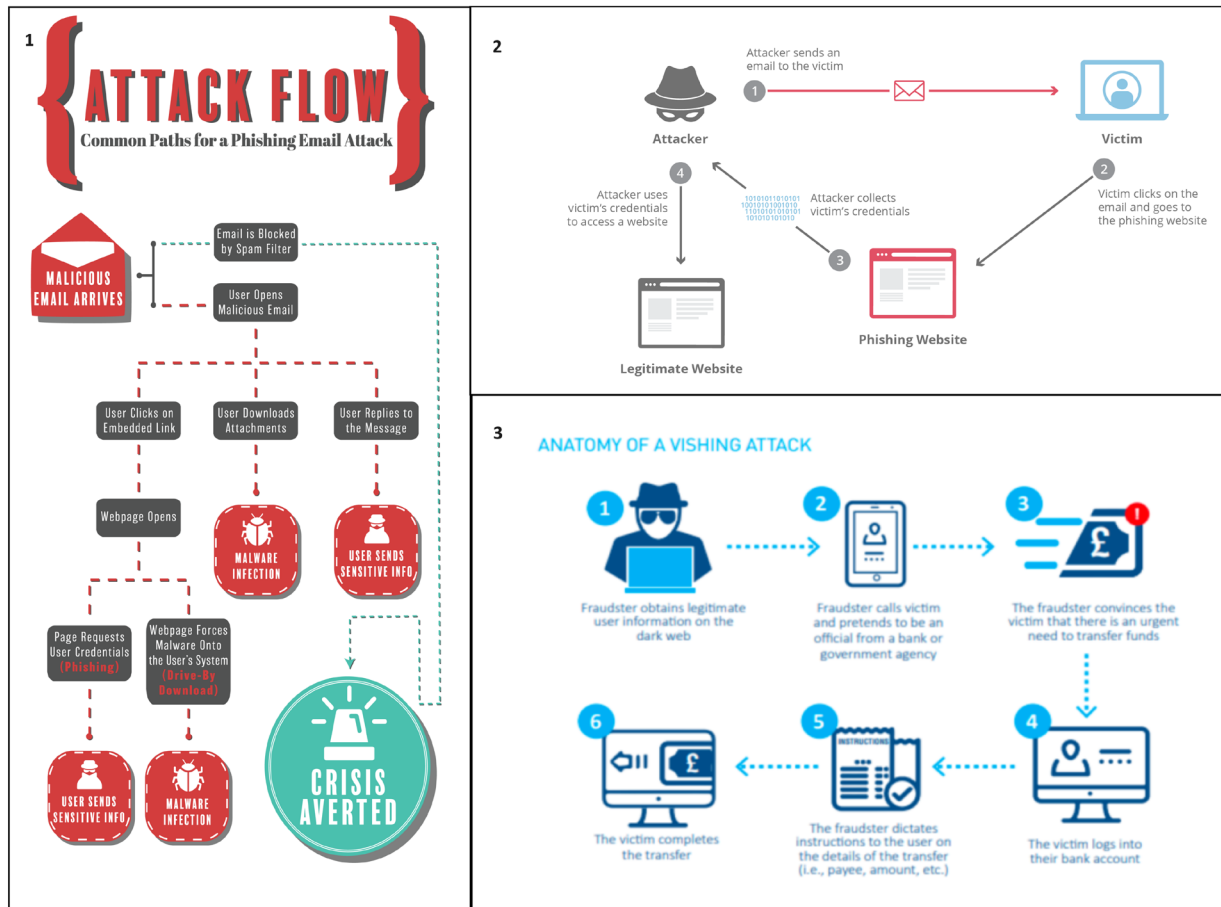 1
ATTACK FLOW
Common Paths for a Phishing Email Attack
MALICIOUS
EMAIL ARRIVES
Email is Blocked
by Spam Filter
User Opens
Malicious Email
User Clicks on
Embedded Link
User Downloads
Attachments
User Replies to
the Message
Webpage Opens
MALWARE
INFECTION
USER SENDS
SENSITIVE INFO
Page Requests
User Credentials
(Phishing)
Webpage Forces
Malware Onto
the User's System
(Drive-By
Download)
USER SENDS
SENSITIVE INFO
MALWARE
INFECTION
CRISIS
AVERTED
2
Attacker sends an
email to the victim
1
Attacker
Victim
4
2
Attacker uses
victim's credentials
to access a website
10101011011010101
10010101001010
11010101010101
101010101010
Attacker collects
victim's credentials
Victim clicks on the
email and goes to
the phishing website
3
Phishing Website
Legitimate Website
3
ANATOMY OF A VISHING ATTACK
1
Fraudster obtains legitimate
user information on the
dark web
2
Fraudster calls victim
and pretends to be an
official from a bank or
government agency
3
£
!
The fraudster convinces the
victim that there is an urgent
need to transfer funds
4
The victim logs into
their bank account
5
INSTRUCTIONS
The fraudster dictates
instructions to the user on
the details of the transfer
(i.e., payee, amount, etc.)
6
£
The victim completes
the transfer